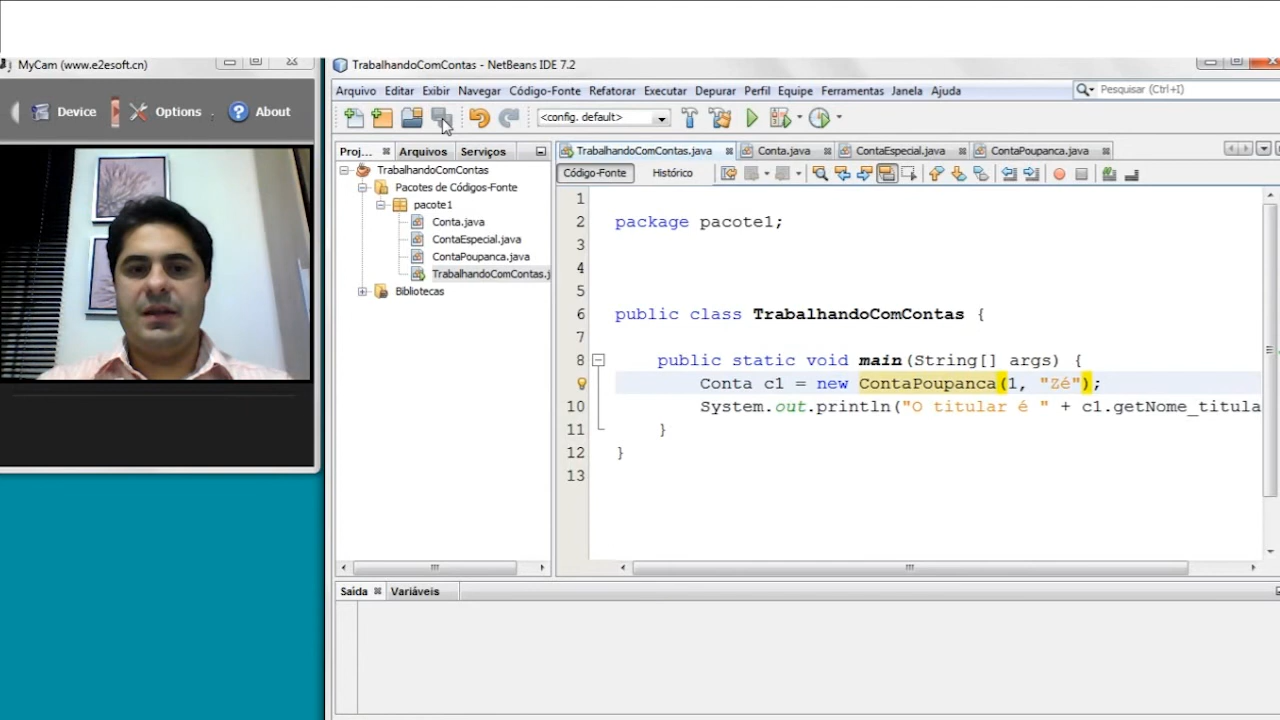 MyCam (www.e2esoft.cn)
Device
Options
About
TrabalhandoComContas - NetBeans IDE 7.2
Arquivo Editar Exibir Navegar Código-Fonte Refatorar Executar Depurar Perfil Equipe Ferramentas Janela Ajuda
Pesquisar (Ctrl+I)
<config. default>
Proj... Arquivos Serviços
TrabalhandoComContas
Pacotes de Códigos-Fonte
pacote1
Conta.java
ContaEspecial.java
ContaPoupanca.java
TrabalhandoComContas.j
Bibliotecas
TrabalhandoComContas.java Conta.java ContaEspecial.java ContaPoupanca.java
Código-Fonte Histórico
1
2 package pacote1;
3
4
5
6 public class TrabalhandoComContas {
7
8 public static void main(String[] args) {
Conta c1 = new ContaPoupanca(1, "Zé");
10 System.out.println("O titular é " + c1.getNome_titula
11 }
12 }
13
Saída Variáveis